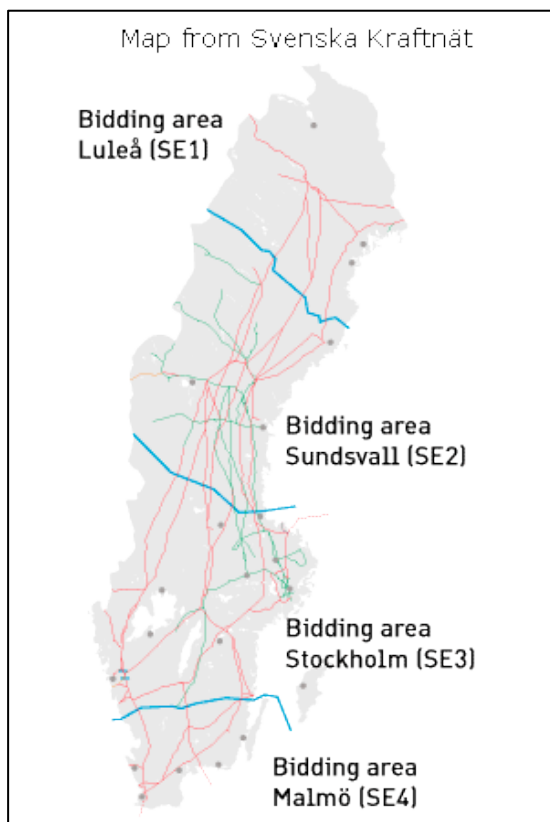 Map from Svenska Kraftnät
Bidding area
Luleå (SE1)
Bidding area
Sundsvall (SE2)
Bidding area
Stockholm (SE3)
Bidding area
Malmö (SE4)